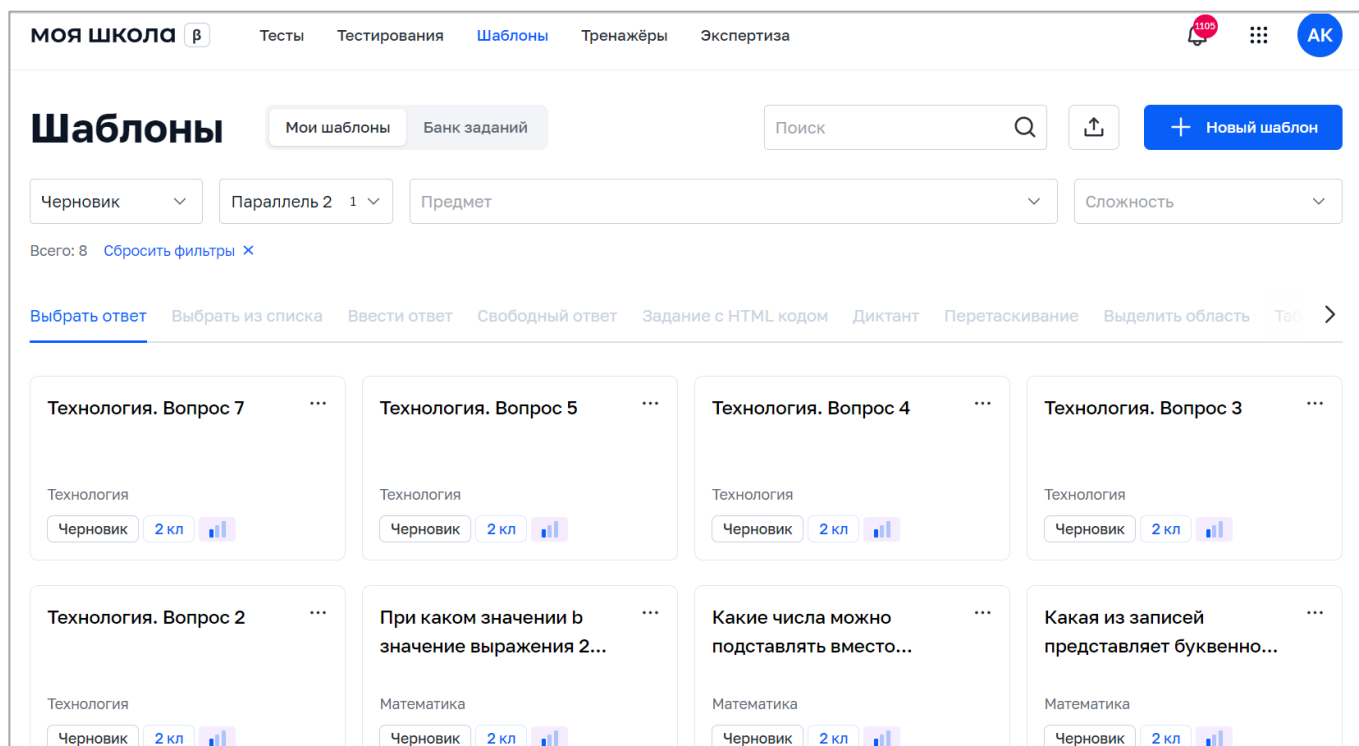 моя школа β Тесты Тестирования Шаблоны Тренажёры Экспертиза 1105 АК
Шаблоны Мои шаблоны Банк заданий Поиск Новый шаблон
Черновик Параллель 2 1 Предмет Сложность
Всего: 8 Сбросить фильтры
Выбрать ответ Выбрать из списка Ввести ответ Свободный ответ Задание с HTML кодом Диктант Перетаскивание Выделить область
Технология. Вопрос 7 Технология. Вопрос 5 Технология. Вопрос 4 Технология. Вопрос 3
Технология Технология Технология Технология
Черновик 2 кл Черновик 2 кл Черновик 2 кл Черновик 2 кл
Технология. Вопрос 2 При каком значении b Какие числа можно Какая из записей
значение выражения 2... подставлять вместо... представляет буквенно...
Технология Математика Математика Математика
Черновик 2 кл Черновик 2 кл Черновик 2 кл Черновик 2 кл